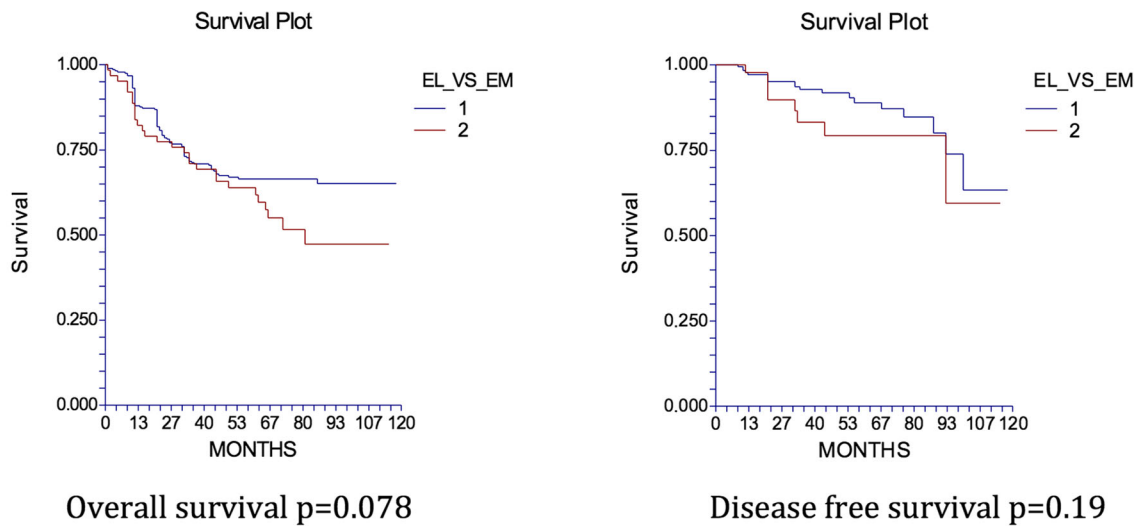 Survival Plot
1.000
0.750
0.500
0.250
0.000
Survival
0 13 27 40 53 67 80 93 107 120
MONTHS
EL_VS_EM
1
2
Overall survival p=0.078
Survival Plot
1.000
0.750
0.500
0.250
0.000
Survival
0 13 27 40 53 67 80 93 107 120
MONTHS
EL_VS_EM
1
2
Disease free survival p=0.19